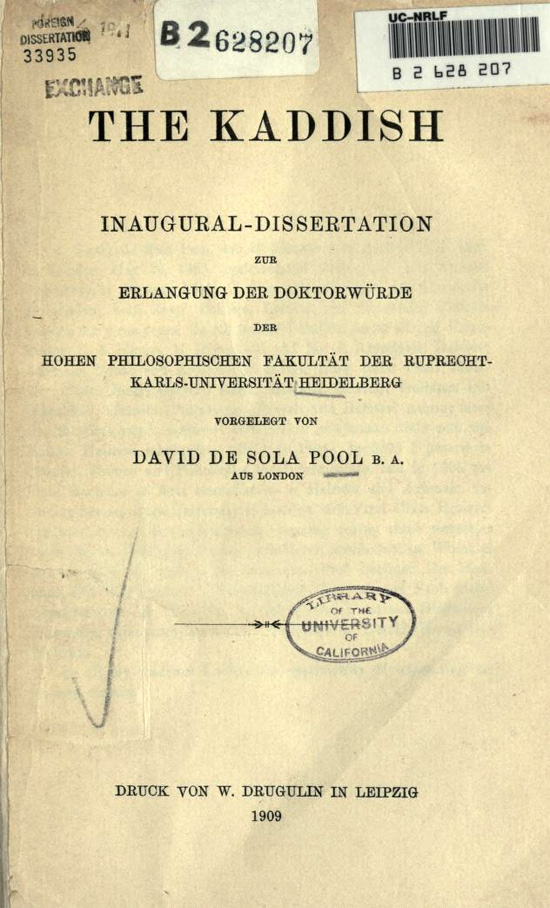 FOREIGN
DISSERTATION
33935
B 2 628207
UC-NRLF
B 2 628 207
EXCHANGE
THE KADDISH
INAUGURAL-DISSERTATION
ZUR
ERLANGUNG DER DOKTORWÜRDE
DER
HOHEN PHILOSOPHISCHEN FAKULTÄT DER RUPRECHT-
KARLS-UNIVERSITÄT HEIDELBERG
VORGELEGT VON
DAVID DE SOLA POOL B. A.
AUS LONDON
LIBRARY
OF THE
UNIVERSITY
OF
CALIFORNIA
DRUCK VON W. DRUGULIN IN LEIPZIG
1909